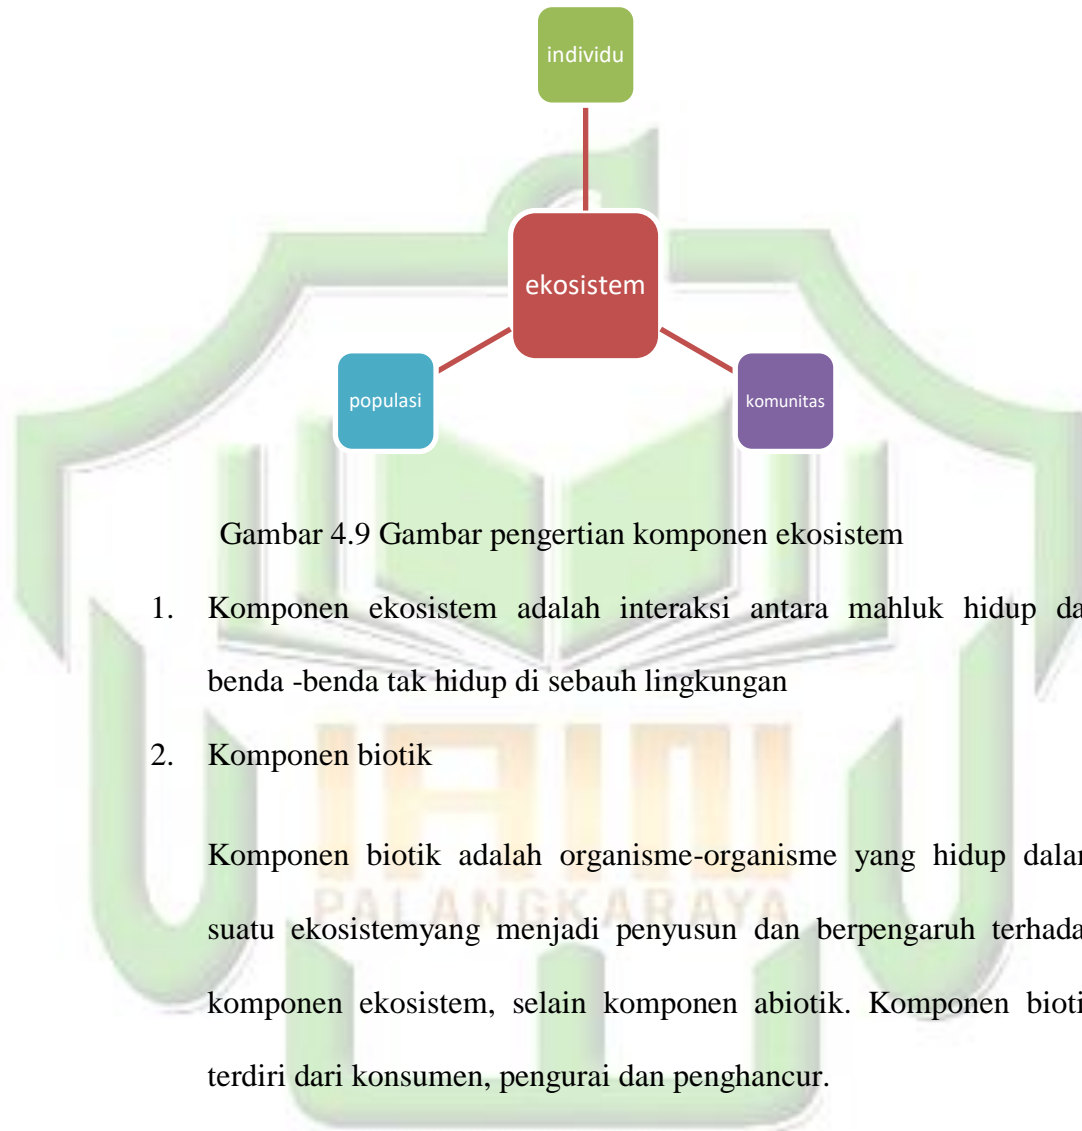 individu
ekosistem
populasi
komunitas
Gambar 4.9 Gambar pengertian komponen ekosistem
1. Komponen ekosistem adalah interaksi antara mahluk hidup da
benda -benda tak hidup di sebauh lingkungan
2. Komponen biotik
Komponen biotik adalah organisme-organisme yang hidup dala
suatu ekosistemyang menjadi penyusun dan berpengaruh terhada
komponen ekosistem, selain komponen abiotik. Komponen bioti
terdiri dari konsumen, pengurai dan penghancur.
IAIN
PALANGKARAYA